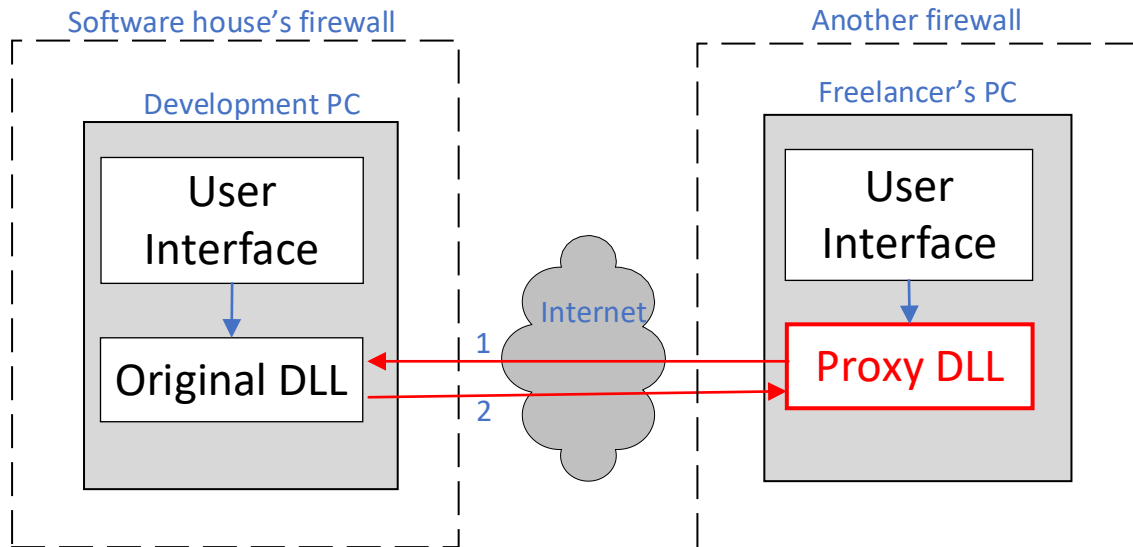 Software house’s firewall
Another firewall
Development PC
Freelancer’s PC
User
Interface
User
Interface
Internet
1
Original DLL
Proxy DLL
2